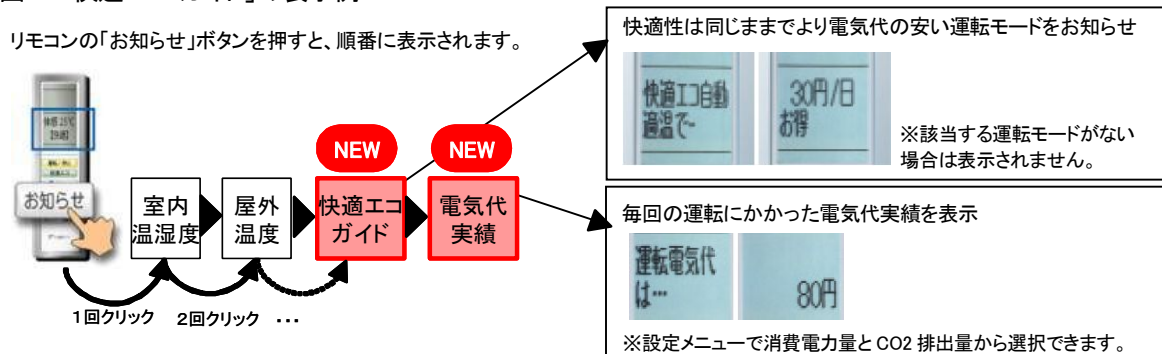 リモコンの「お知らせ」ボタンを押すと、順番に表示されます。
お知らせ
室内
温湿度
屋外
温度
NEW
快適エコ
ガイド
NEW
電気代
実績
1回クリック
2回クリック
・・・
快適性は同じままでより電気代の安い運転モードをお知らせ
快適エコ自動
適温で…
30円/日
お得
※該当する運転モードがない
場合は表示されません。
毎回の運転にかかった電気代実績を表示
運転電気代
は…
80円
※設定メニューで消費電力量とCO2排出量から選択できます。